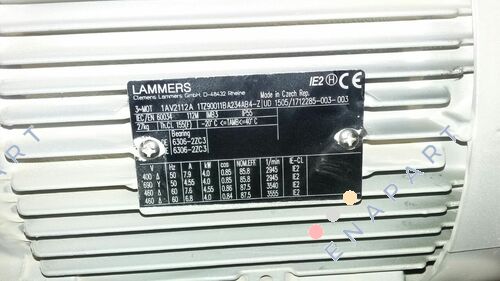 LAMMERS
Clemens Lammers GmbH, D-48432 Rheine
IE2 H CE
3-MOT 1AV2112A 1TZ90011BA234AB4-Z UD 1505/1712285-003-003
Made in Czech Rep.
IEC/EN 60034 112M IMB3 IP55
27kg Th.Cl. 155(F) -20°C <=TAMB<=40°C
Bearing
DE 6306-2ZC3
6306-2ZC3
V Hz A kW cos NOM.EFF 1/min IE-CL
400 Δ 50 7.9 4.0 0.85 85.8 2945 IE2
690 Y 50 4.55 4.0 0.85 85.8 2945 IE2
460 Δ 60 7.6 4.55 0.86 87.5 3540 IE2
460 Δ 60 6.8 4.0 0.84 87.5 3555 IE2
ENAPART